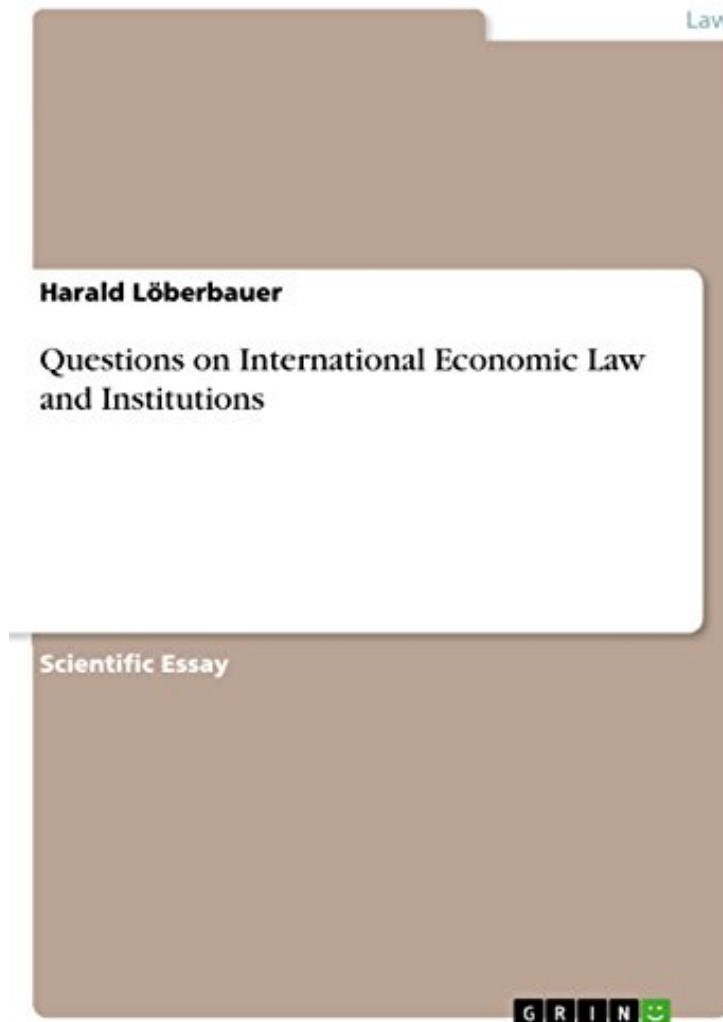 Law
Harald Löberbauer
Questions on International Economic Law
and Institutions
Scientific Essay
GRIN